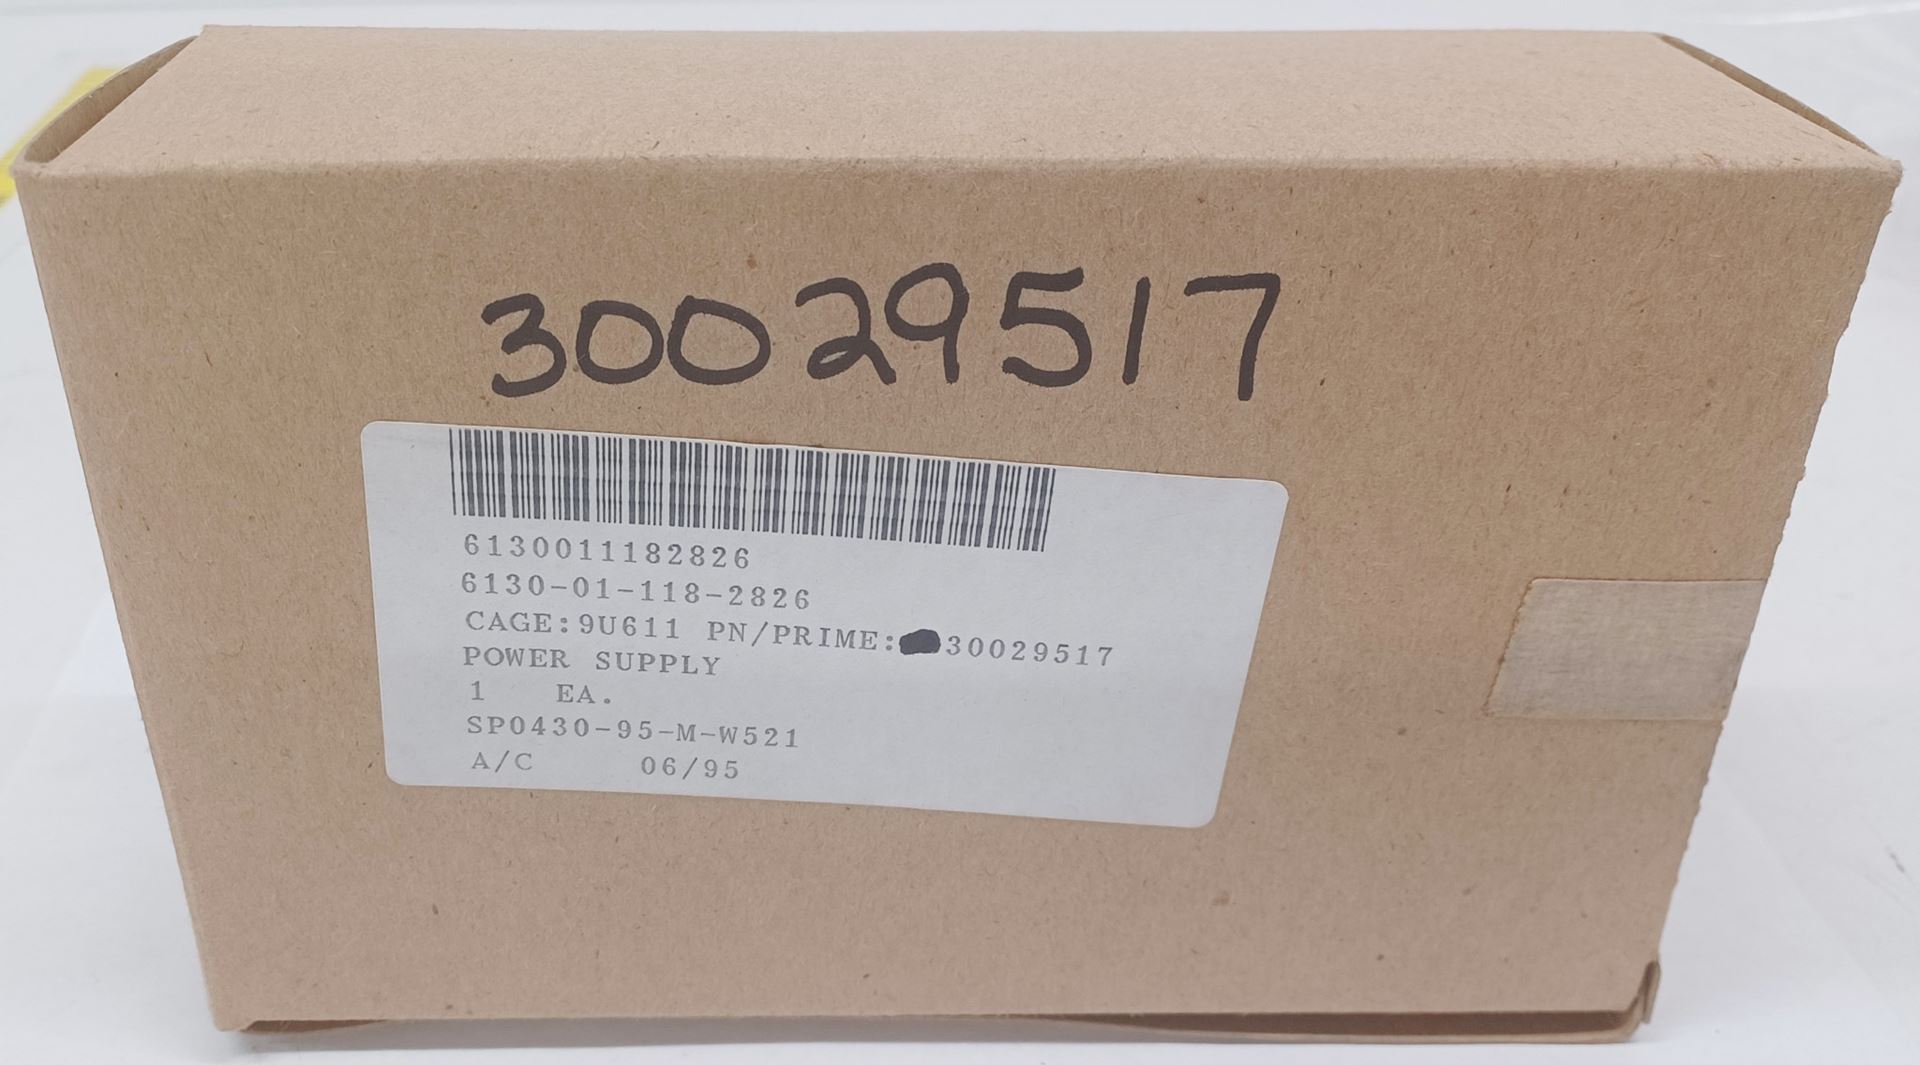 30029517
6130011182826
6130-01-118-2826
CAGE:9U611 PN/PRIME: 30029517
POWER SUPPLY
1 EA.
SP0430-95-M-W521
A/C 06/95